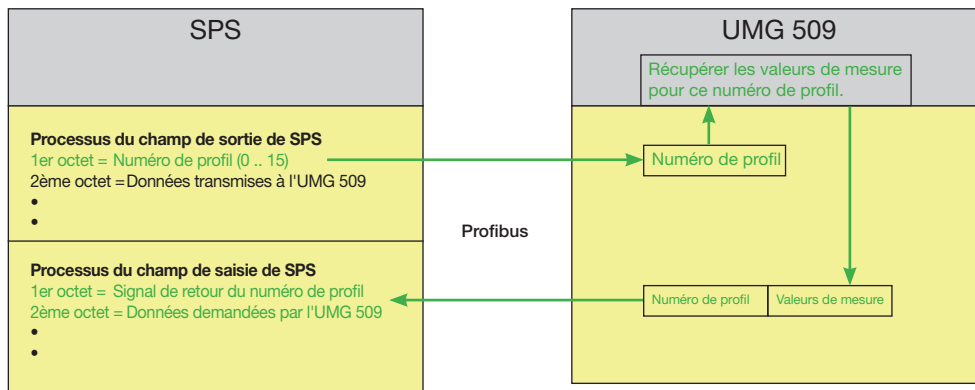 SPS
Processus du champ de sortie de SPS
1er octet = Numéro de profil (0 .. 15)
2ème octet = Données transmises à l'UMG 509
•
•
Processus du champ de saisie de SPS
1er octet = Signal de retour du numéro de profil
2ème octet = Données demandées par l'UMG 509
•
•
Profibus
UMG 509
Récupérer les valeurs de mesure
pour ce numéro de profil.
Numéro de profil
Numéro de profil
Valeurs de mesure